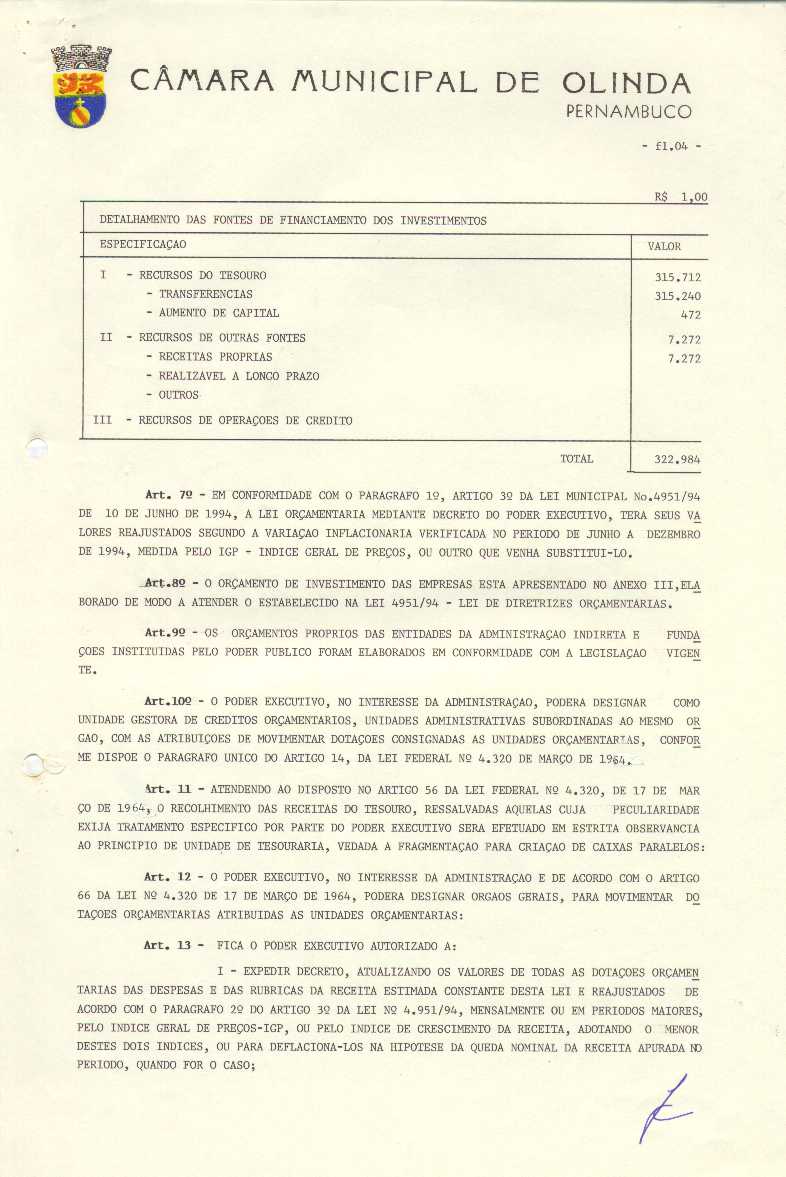 CÂMARA MUNICIPAL DE OLINDA
PERNAMBUCO
- fl.04 -
R$ 1,00
DETALHAMENTO DAS FONTES DE FINANCIAMENTO DOS INVESTIMENTOS
ESPECIFICAÇAO VALOR
I - RECURSOS DO TESOURO 315.712
- TRANSFERENCIAS 315.240
- AUMENTO DE CAPITAL 472
II - RECURSOS DE OUTRAS FONTES 7.272
- RECEITAS PROPRIAS 7.272
- REALIZAVEL A LONGO PRAZO
- OUTROS
III - RECURSOS DE OPERAÇOES DE CREDITO
TOTAL 322.984
Art. 7º - EM CONFORMIDADE COM O PARAGRAFO 1º, ARTIGO 3º DA LEI MUNICIPAL No.4951/94
DE 10 DE JUNHO DE 1994, A LEI ORÇAMENTARIA MEDIANTE DECRETO DO PODER EXECUTIVO, TERA SEUS VA
LORES REAJUSTADOS SEGUNDO A VARIAÇAO INFLACIONARIA VERIFICADA NO PERIODO DE JUNHO A DEZEMBRO
DE 1994, MEDIDA PELO IGP - INDICE GERAL DE PREÇOS, OU OUTRO QUE VENHA SUBSTITUI-LO.
Art.8º - O ORÇAMENTO DE INVESTIMENTO DAS EMPRESAS ESTA APRESENTADO NO ANEXO III,ELA
BORADO DE MODO A ATENDER O ESTABELECIDO NA LEI 4951/94 - LEI DE DIRETRIZES ORÇAMENTARIAS.
Art.9º - OS ORÇAMENTOS PROPRIOS DAS ENTIDADES DA ADMINISTRAÇAO INDIRETA E FUNDA
ÇOES INSTITUIDAS PELO PODER PUBLICO FORAM ELABORADOS EM CONFORMIDADE COM A LEGISLAÇAO VIGEN
TE.
Art.10º - O PODER EXECUTIVO, NO INTERESSE DA ADMINISTRAÇAO, PODERA DESIGNAR COMO
UNIDADE GESTORA DE CREDITOS ORÇAMENTARIOS, UNIDADES ADMINISTRATIVAS SUBORDINADAS AO MESMO OR
GAO, COM AS ATRIBUIÇOES DE MOVIMENTAR DOTAÇOES CONSIGNADAS AS UNIDADES ORÇAMENTARIAS, CONFOR
ME DISPOE O PARAGRAFO UNICO DO ARTIGO 14, DA LEI FEDERAL Nº 4.320 DE MARÇO DE 1964.
Art. 11 - ATENDENDO AO DISPOSTO NO ARTIGO 56 DA LEI FEDERAL Nº 4.320, DE 17 DE MAR
ÇO DE 1964, O RECOLHIMENTO DAS RECEITAS DO TESOURO, RESSALVADAS AQUELAS CUJA PECULIARIDADE
EXIJA TRATAMENTO ESPECIFICO POR PARTE DO PODER EXECUTIVO SERA EFETUADO EM ESTRITA OBSERVANCIA
AO PRINCIPIO DE UNIDADE DE TESOURARIA, VEDADA A FRAGMENTAÇAO PARA CRIAÇAO DE CAIXAS PARALELOS:
Art. 12 - O PODER EXECUTIVO, NO INTERESSE DA ADMINISTRAÇAO E DE ACORDO COM O ARTIGO
66 DA LEI Nº 4.320 DE 17 DE MARÇO DE 1964, PODERA DESIGNAR ORGAOS GERAIS, PARA MOVIMENTAR DO
TAÇOES ORÇAMENTARIAS ATRIBUIDAS AS UNIDADES ORÇAMENTARIAS:
Art. 13 - FICA O PODER EXECUTIVO AUTORIZADO A:
I - EXPEDIR DECRETO, ATUALIZANDO OS VALORES DE TODAS AS DOTAÇOES ORÇAMEN
TARIAS DAS DESPESAS E DAS RUBRICAS DA RECEITA ESTIMADA CONSTANTE DESTA LEI E REAJUSTADOS DE
ACORDO COM O PARAGRAFO 2º DO ARTIGO 3º DA LEI Nº 4.951/94, MENSALMENTE OU EM PERIODOS MAIORES,
PELO INDICE GERAL DE PREÇOS-IGP, OU PELO INDICE DE CRESCIMENTO DA RECEITA, ADOTANDO O MENOR
DESTES DOIS INDICES, OU PARA DEFLACIONA-LOS NA HIPOTESE DA QUEDA NOMINAL DA RECEITA APURADA NO
PERIODO, QUANDO FOR O CASO;